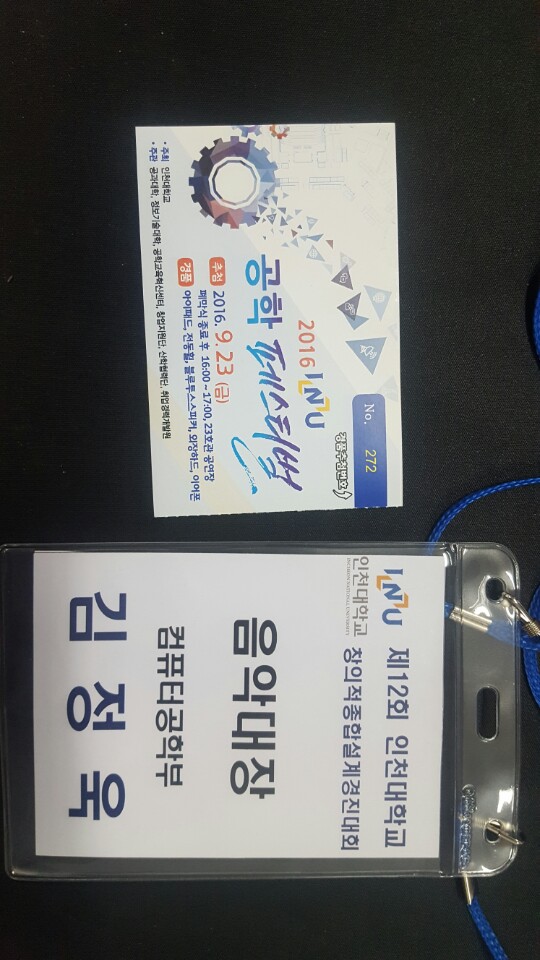 No. 272
경품추첨번호
2016 INU
공학 페스티벌
추첨 2016. 9. 23 (금)
폐막식 종료 후 16:00~17:00, 23호관 공연장
경품 아이패드, 전동휠, 블루투스스피커, 외장하드, 이어폰
• 주최 인천대학교
• 주관 공과대학, 정보기술대학, 공학교육혁신센터, 창업지원단, 산학협력단, 취업경력개발원
INU 제12회 인천대학교
인천대학교 창의적종합설계경진대회
INCHEON NATIONAL UNIVERSITY
음악대장
컴퓨터공학부
김정욱